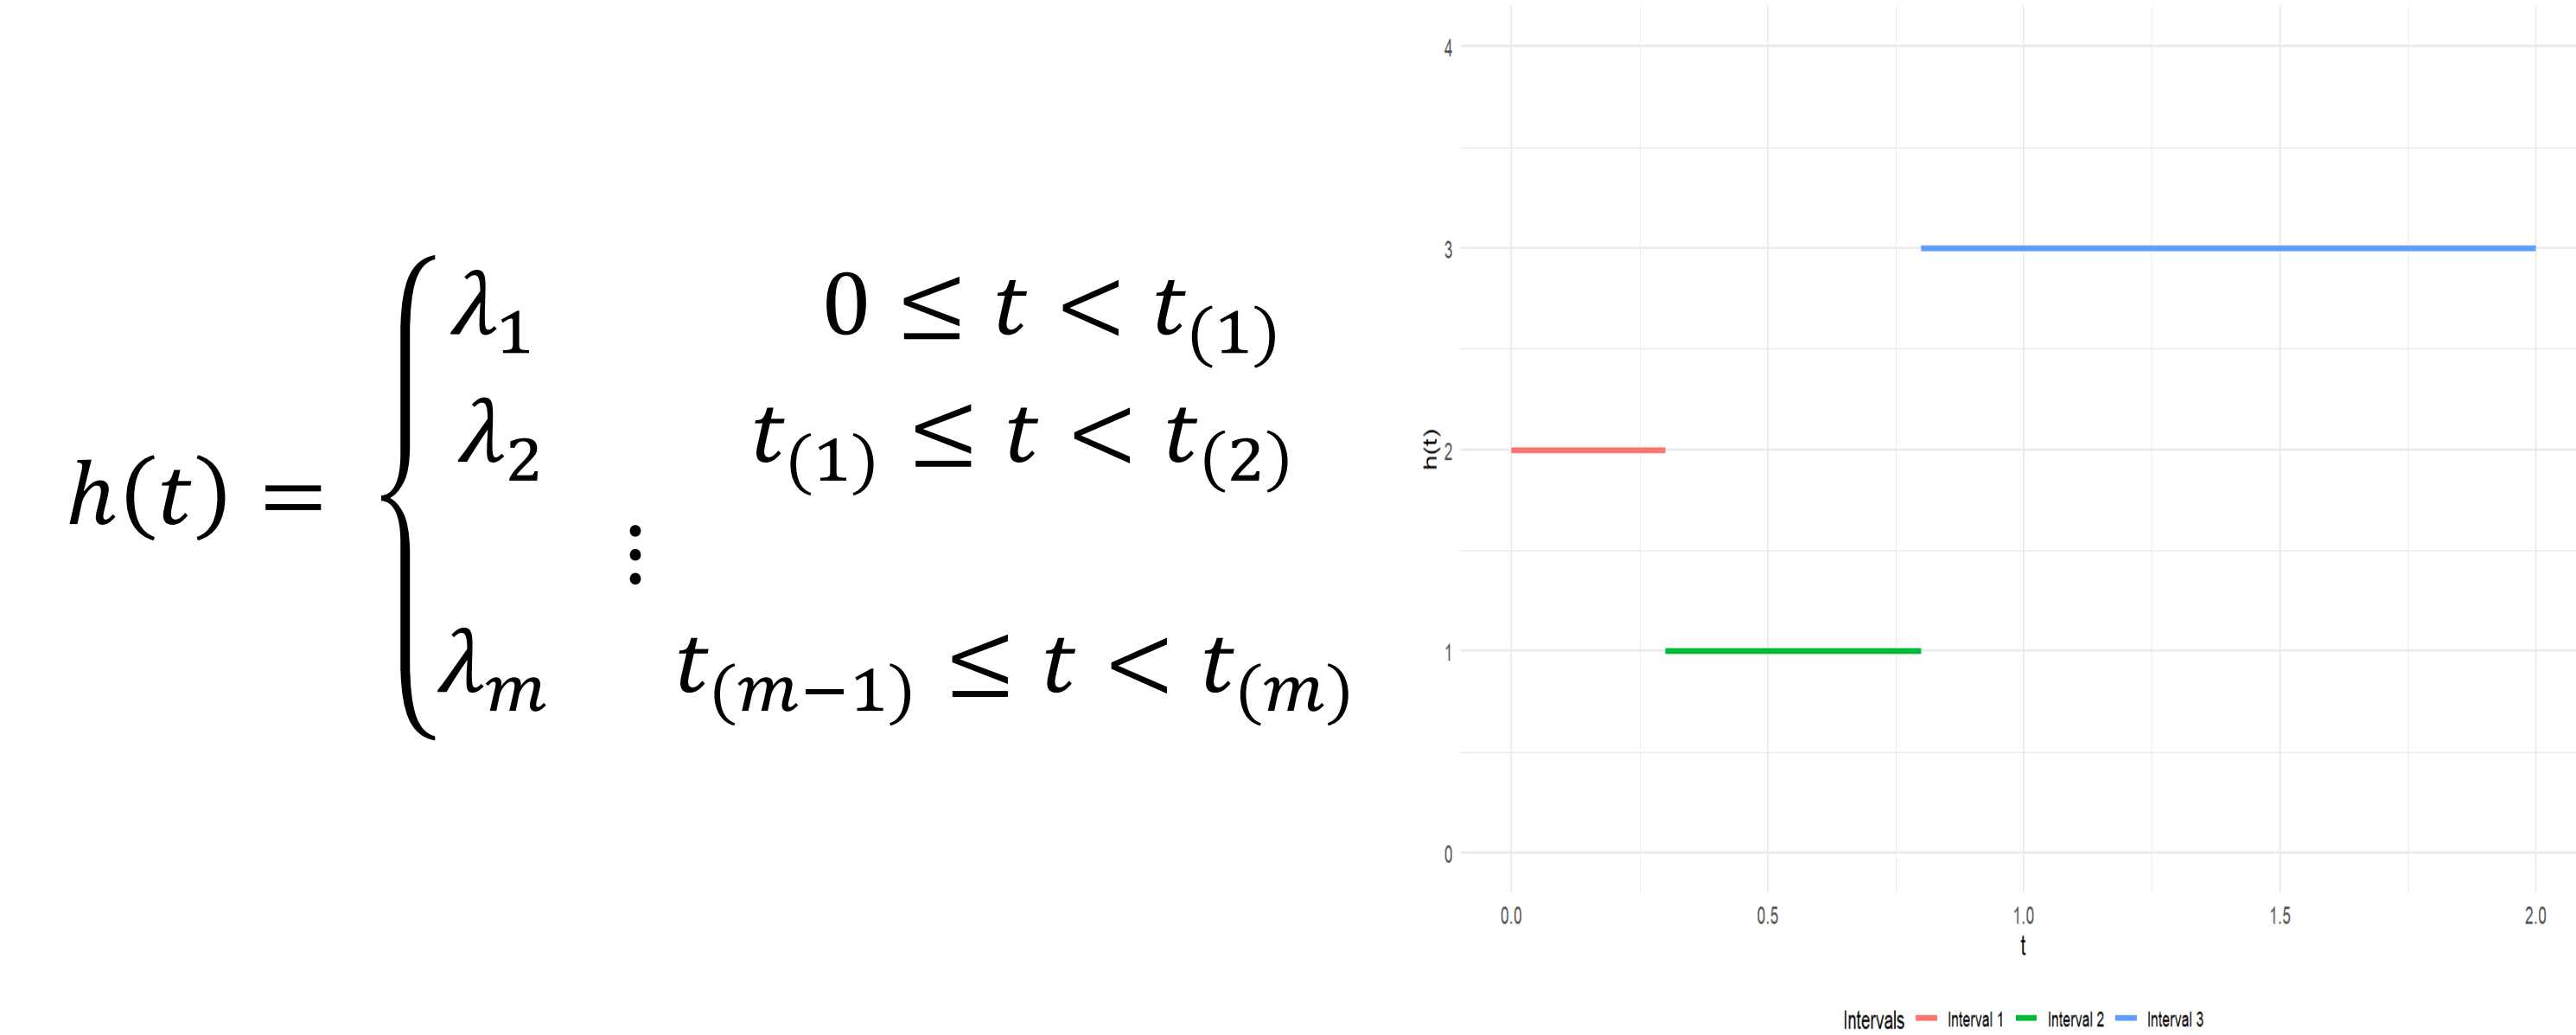 h(t) =
λ₁ 0 ≤ t < t₍₁₎
λ₂ t₍₁₎ ≤ t < t₍₂₎
⋮
λₘ t₍ₘ₋₁₎ ≤ t < t₍ₘ₎
4
3
2
1
0
h(t)
0.0 0.5 1.0 1.5 2.0
t
Intervals Interval 1 Interval 2 Interval 3